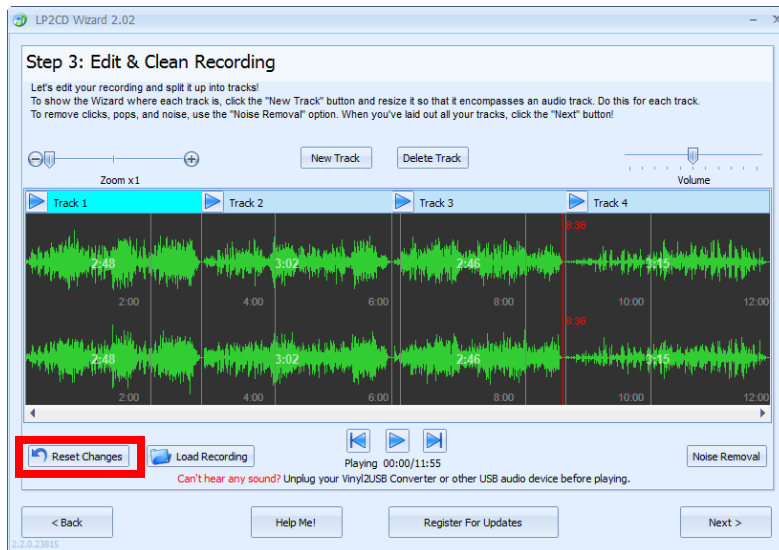 LP2CD Wizard 2.02
Step 3: Edit & Clean Recording
Let's edit your recording and split it up into tracks!
To show the Wizard where each track is, click the "New Track" button and resize it so that it encompasses an audio track. Do this for each track.
To remove clicks, pops, and noise, use the "Noise Removal" option. When you've laid out all your tracks, click the "Next" button!
New Track Delete Track
Zoom x1 Volume
Track 1 Track 2 Track 3 Track 4
8:36
2:48 3:02 2:46 3:15
2:00 4:00 6:00 8:00 10:00 12:00
8:36
2:48 3:02 2:46 3:15
2:00 4:00 6:00 8:00 10:00 12:00
Reset Changes Load Recording Noise Removal
Playing 00:00/11:55
Can't hear any sound? Unplug your Vinyl2USB Converter or other USB audio device before playing.
< Back Help Me! Register For Updates Next >
2.2.0.23815